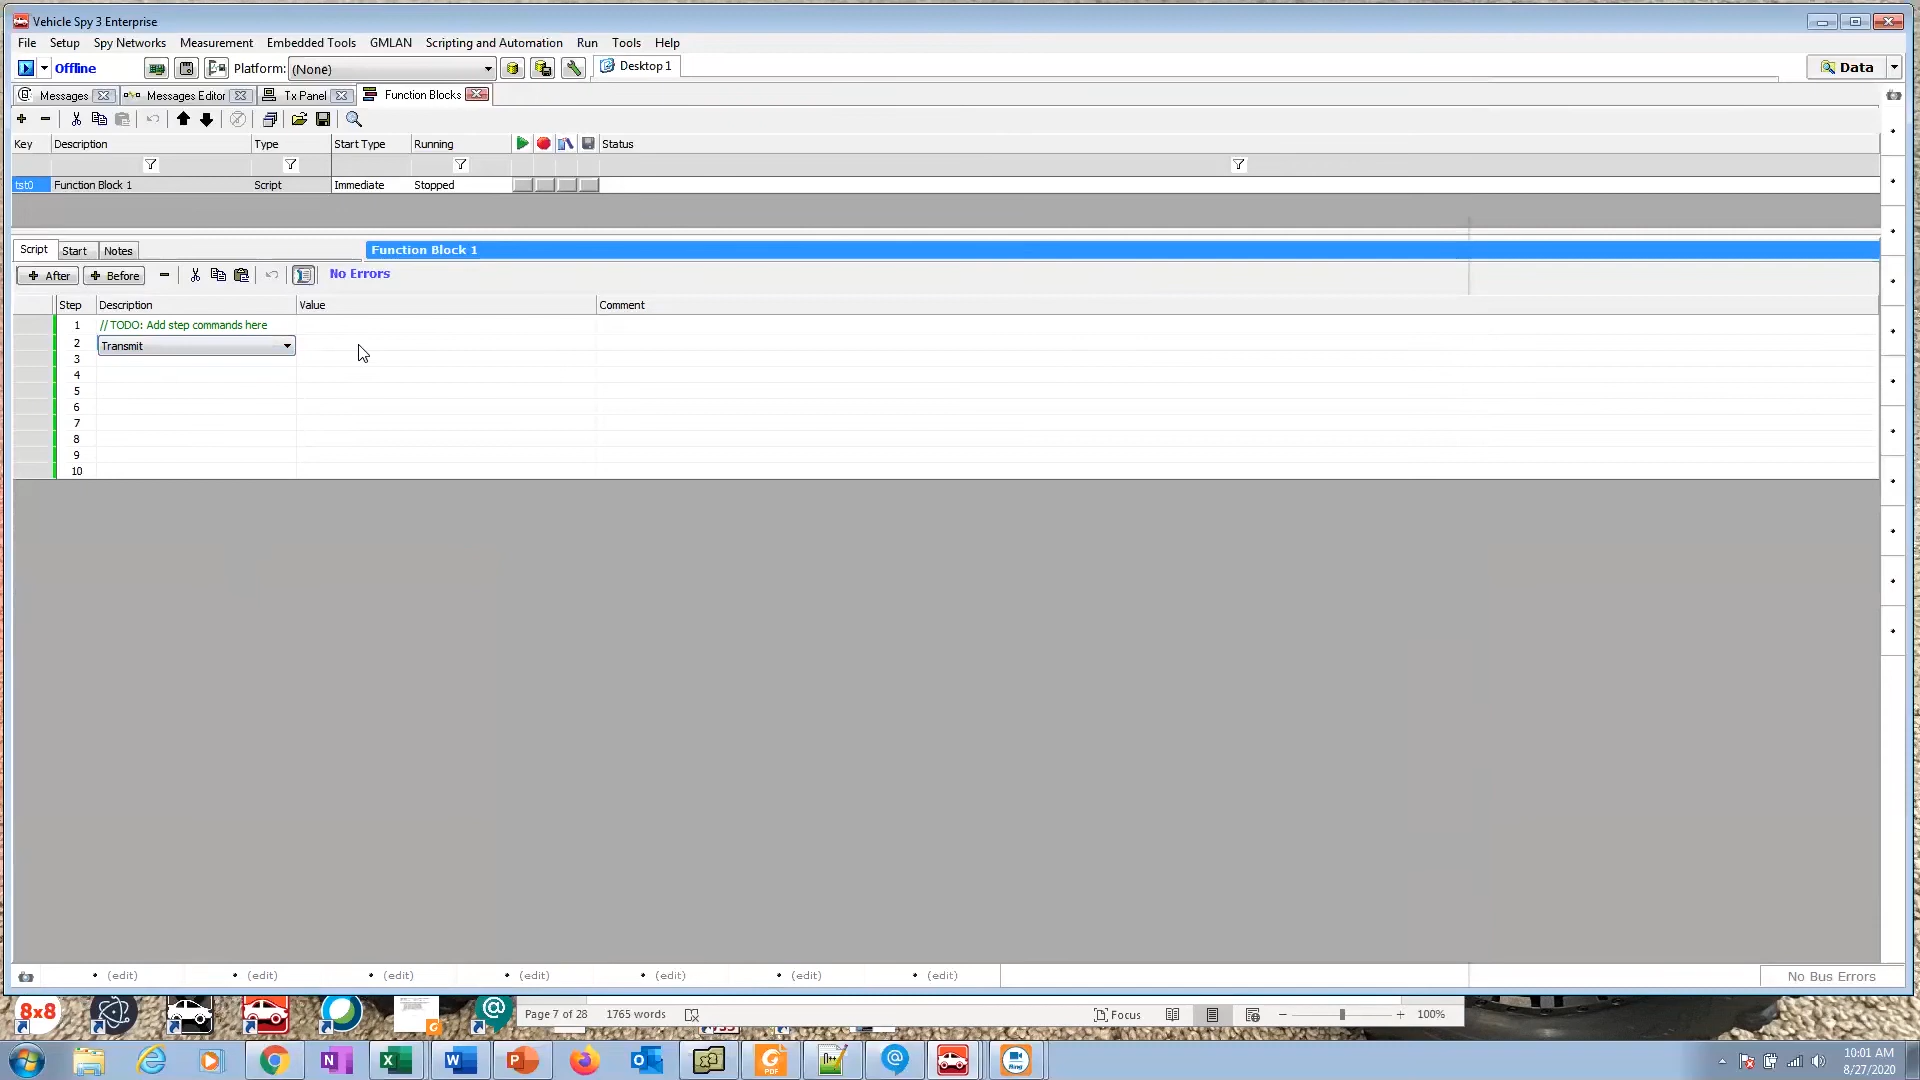 Vehicle Spy 3 Enterprise
File Setup Spy Networks Measurement Embedded Tools GMLAN Scripting and Automation Run Tools Help
Offline Platform: (None) Desktop 1 Data
Messages Messages Editor Tx Panel Function Blocks
Key Description Type Start Type Running Status
tst0 Function Block 1 Script Immediate Stopped
Script Start Notes Function Block 1
After Before No Errors
Step Description Value Comment
1 // TODO: Add step commands here
2 Transmit
3
4
5
6
7
8
9
10
(edit) (edit) (edit) (edit) (edit) (edit) (edit) No Bus Errors
8x8 Page 7 of 28 1765 words Focus 100%
10:01 AM
8/27/2020